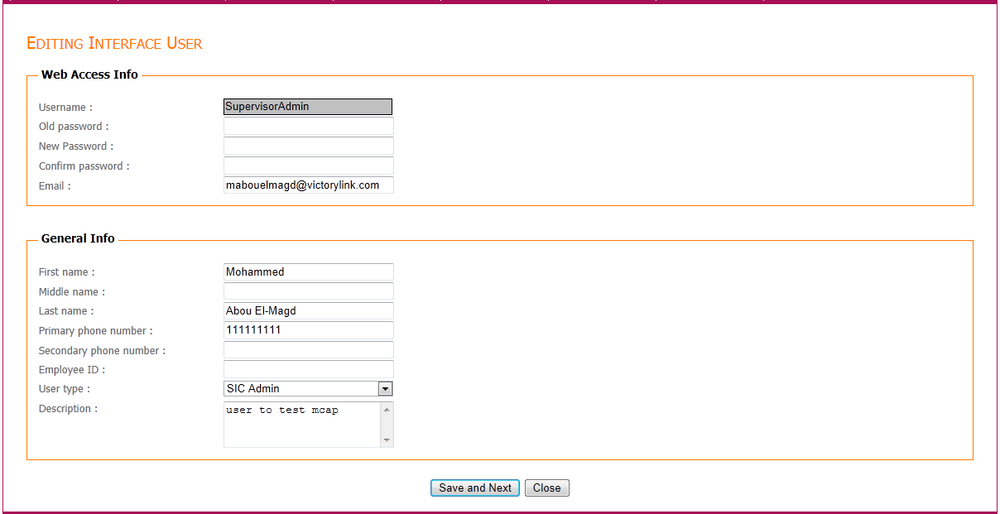 EDITING INTERFACE USER
Web Access Info
Username : SupervisorAdmin
Old password :
New Password :
Confirm password :
Email : mabouelmagd@victorylink.com
General Info
First name : Mohammed
Middle name :
Last name : Abou El-Magd
Primary phone number : 111111111
Secondary phone number :
Employee ID :
User type : SIC Admin
Description : user to test mcap
Save and Next Close